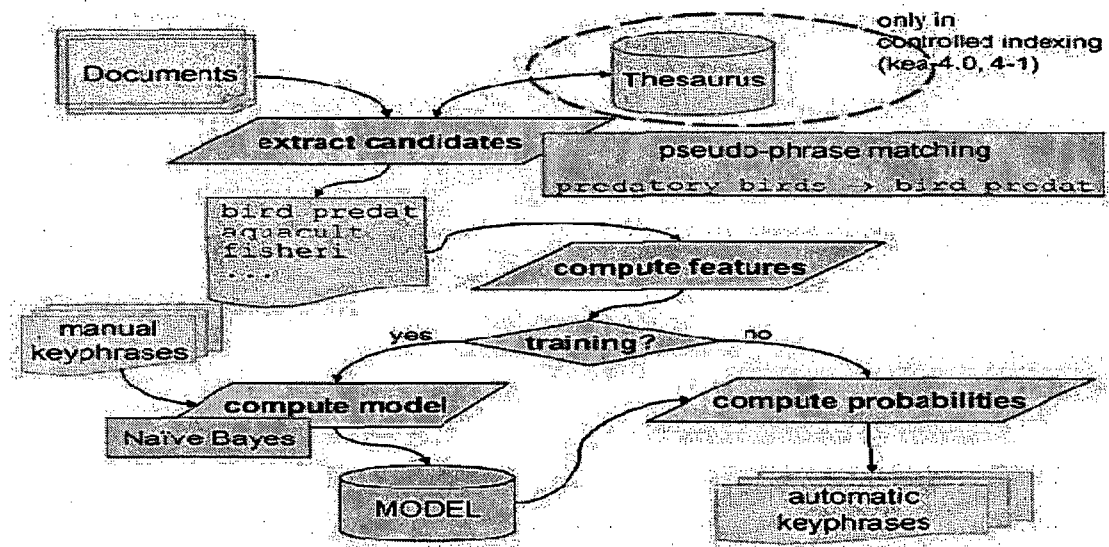 only in
controlled indexing
(kea-4.0, 4-1)
Documents
Thesaurus
extract candidates
pseudo-phrase matching
predatory birds → bird predat
bird predat
aquacult
fisheri
...
compute features
manual
keyphrases
yes
training?
no
compute model
compute probabilities
Naïve Bayes
MODEL
automatic
keyphrases